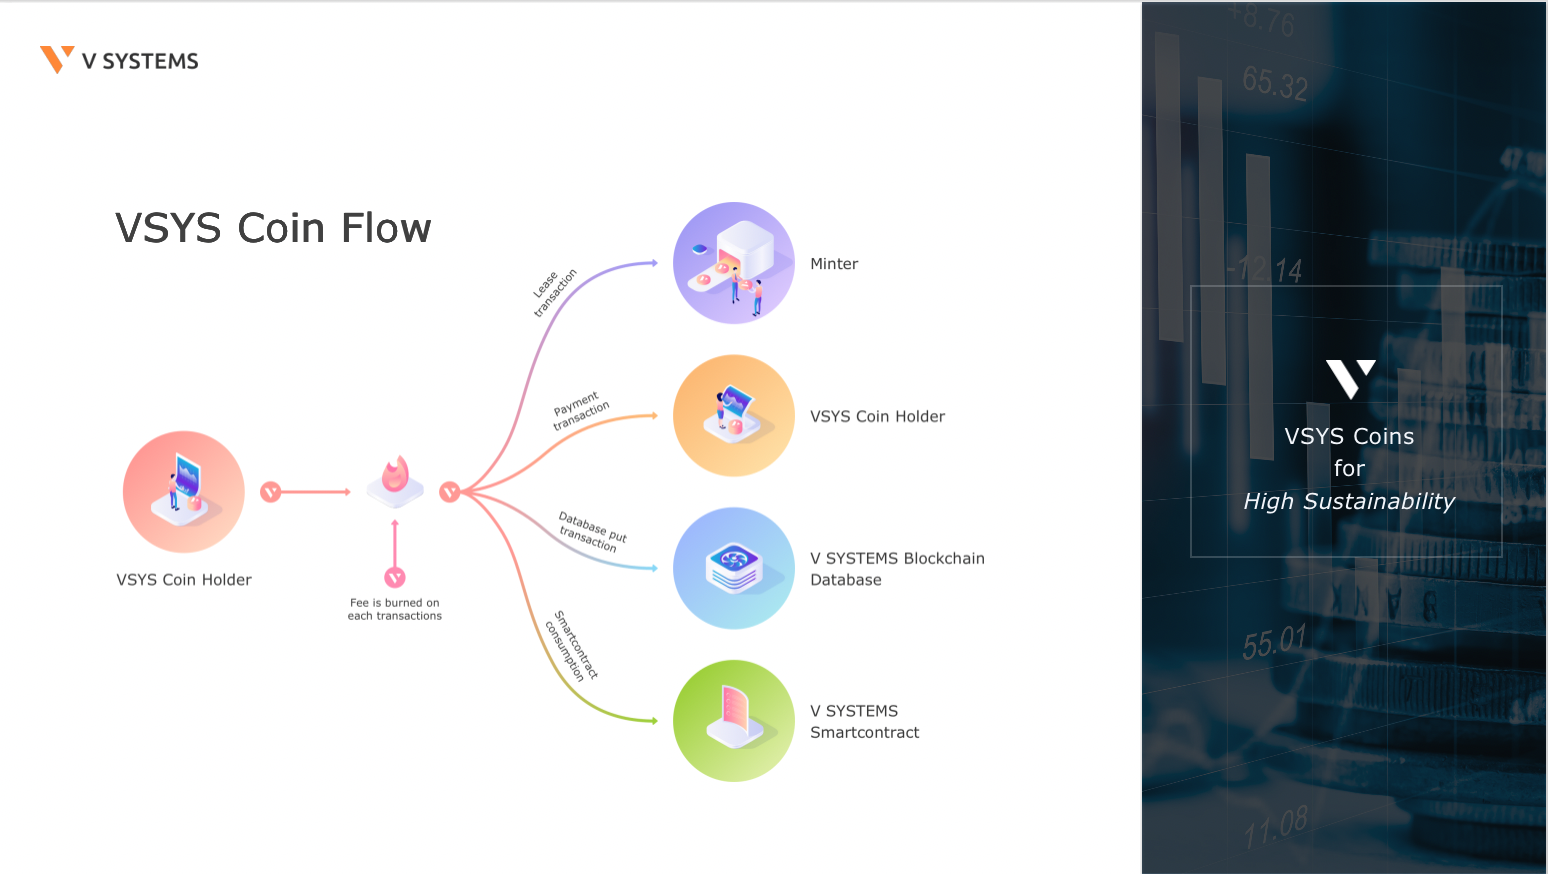 V SYSTEMS
VSYS Coin Flow
Lease
transaction
Minter
Payment
transaction
VSYS Coin Holder
VSYS Coin Holder
Fee is burned on
each transactions
Database put
transaction
V SYSTEMS Blockchain
Database
Smartcontract
consumption
V SYSTEMS
Smartcontract
+8.76
65.32
-12.14
VSYS Coins
for
High Sustainability
55.01
11.08